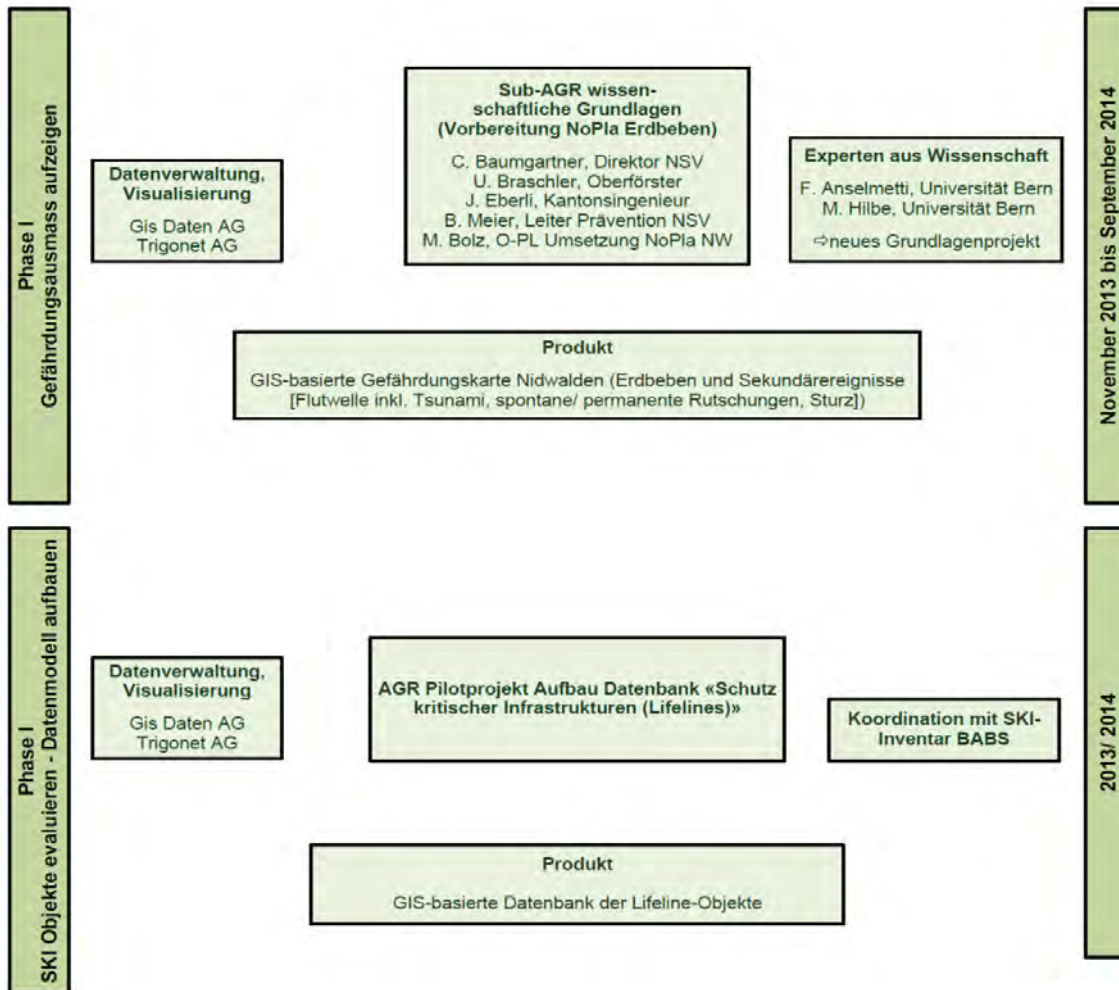 Phase I
Gefährdungsausmass aufzeigen
Datenverwaltung,
Visualisierung
Gis Daten AG
Trigonet AG
Sub-AGR wissen-
schaftliche Grundlagen
(Vorbereitung NoPla Erdbeben)
C. Baumgartner, Direktor NSV
U. Braschler, Oberförster
J. Eberli, Kantonsingenieur
B. Meier, Leiter Prävention NSV
M. Bolz, O-PL Umsetzung NoPla NW
Experten aus Wissenschaft
F. Anselmetti, Universität Bern
M. Hilbe, Universität Bern
⇨neues Grundlagenprojekt
Produkt
GIS-basierte Gefährdungskarte Nidwalden (Erdbeben und Sekundärereignisse
[Flutwelle inkl. Tsunami, spontane/ permanente Rutschungen, Sturz])
November 2013 bis September 2014
Phase I
SKI Objekte evaluieren - Datenmodell aufbauen
Datenverwaltung,
Visualisierung
Gis Daten AG
Trigonet AG
AGR Pilotprojekt Aufbau Datenbank «Schutz
kritischer Infrastrukturen (Lifelines)»
Koordination mit SKI-
Inventar BABS
Produkt
GIS-basierte Datenbank der Lifeline-Objekte
2013/ 2014